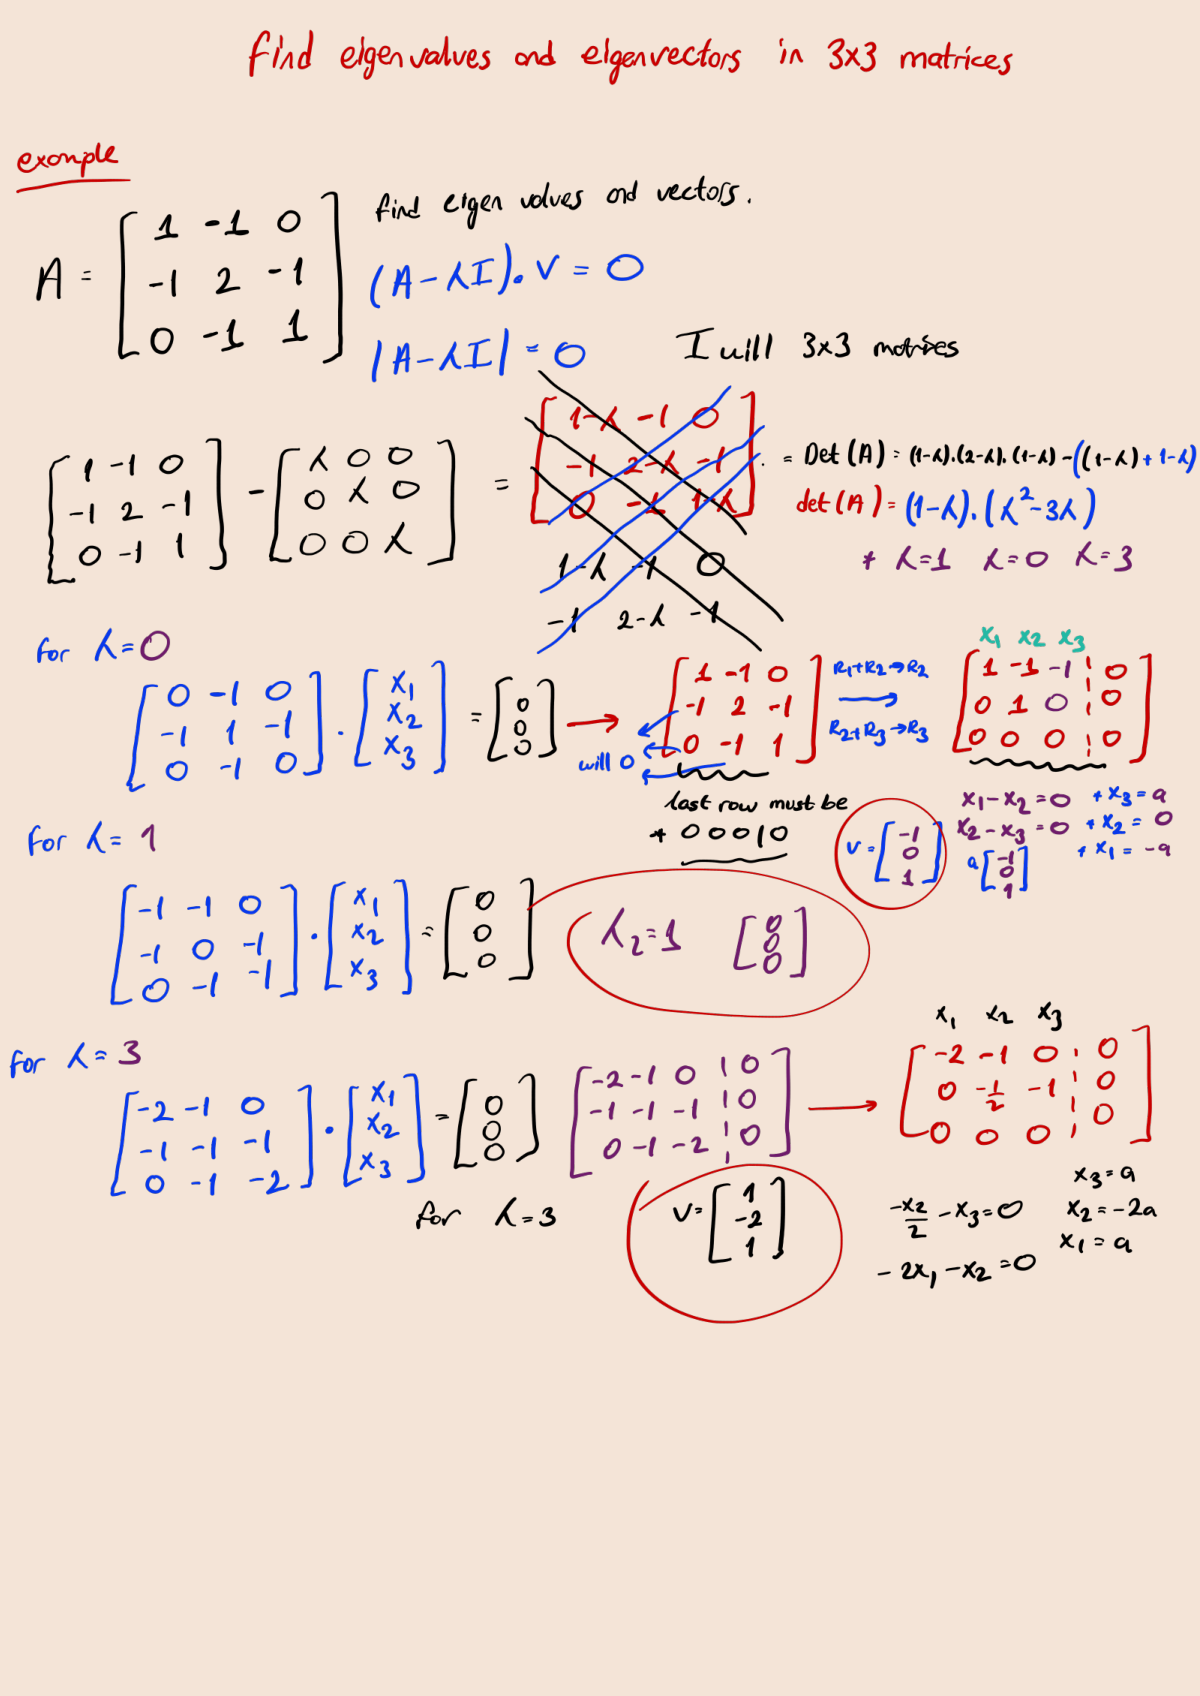 find eigenvalues and eigenvectors in 3x3 matrices
example
A = [ 1 -1 0
-1 2 -1
0 -1 1 ]
find eigen values and vectors.
(A-λI).v = 0
|A-λI| = 0
I will 3x3 matrises
[ 1 -1 0
-1 2 -1
0 -1 1 ]
- [ λ 0 0
0 λ 0
0 0 λ ]
= [ 1-λ -1 0
-1 2-λ -1
0 -1 1-λ ]
1-λ -1 0
-1 2-λ -1
= Det(A) = (1-λ).(2-λ).(1-λ) - ((1-λ) + 1-λ)
det(A) = (1-λ).(λ²-3λ)
+ λ=1 λ=0 λ=3
for λ=0
[ 0 -1 0
-1 1 -1
0 -1 0 ]
. [ x1
x2
x3 ]
= [ 0
0
0 ] →
[ 1 -1 0
-1 2 -1
0 -1 1 ]
will 0
last row must be
+ 0 0 0 | 0
R1+R2→R2
R2+R3→R3
x1 x2 x3
[ 1 -1 -1 | 0
0 1 0 | 0
0 0 0 | 0 ]
x1-x2=0 + x3=a
x2-x3=0 + x2=0
+ x1=-a
a[ -1
0
1 ]
v = [ -1
0
1 ]
for λ= 1
[ -1 -1 0
-1 0 -1
0 -1 -1 ]
. [ x1
x2
x3 ]
= [ 0
0
0 ]
λ2=1 [ 0
0
0 ]
for λ= 3
[ -2 -1 0
-1 -1 -1
0 -1 -2 ]
. [ x1
x2
x3 ]
= [ 0
0
0 ]
[ -2 -1 0 | 0
-1 -1 -1 | 0
0 -1 -2 | 0 ] →
x1 x2 x3
[ -2 -1 0 | 0
0 -1/2 -1 | 0
0 0 0 | 0 ]
for λ=3
v= [ 1
-2
1 ]
-x2/2 - x3=0
- 2x1 - x2 =0
x3=a
x2=-2a
x1=a